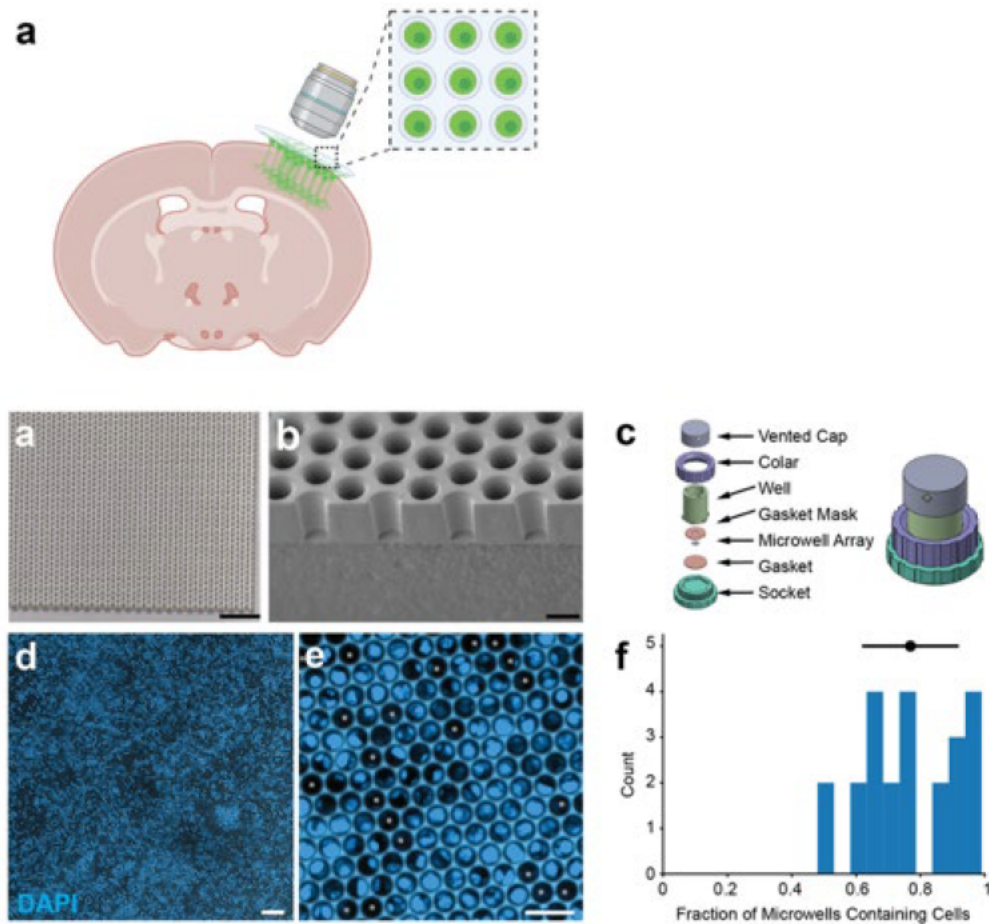 a
a
b
c
Vented Cap
Colar
Well
Gasket Mask
Microwell Array
Gasket
Socket
d
DAPI
e
f
5
4
3
2
1
0
Count
0
0.2
0.4
0.6
0.8
1
Fraction of Microwells Containing Cells